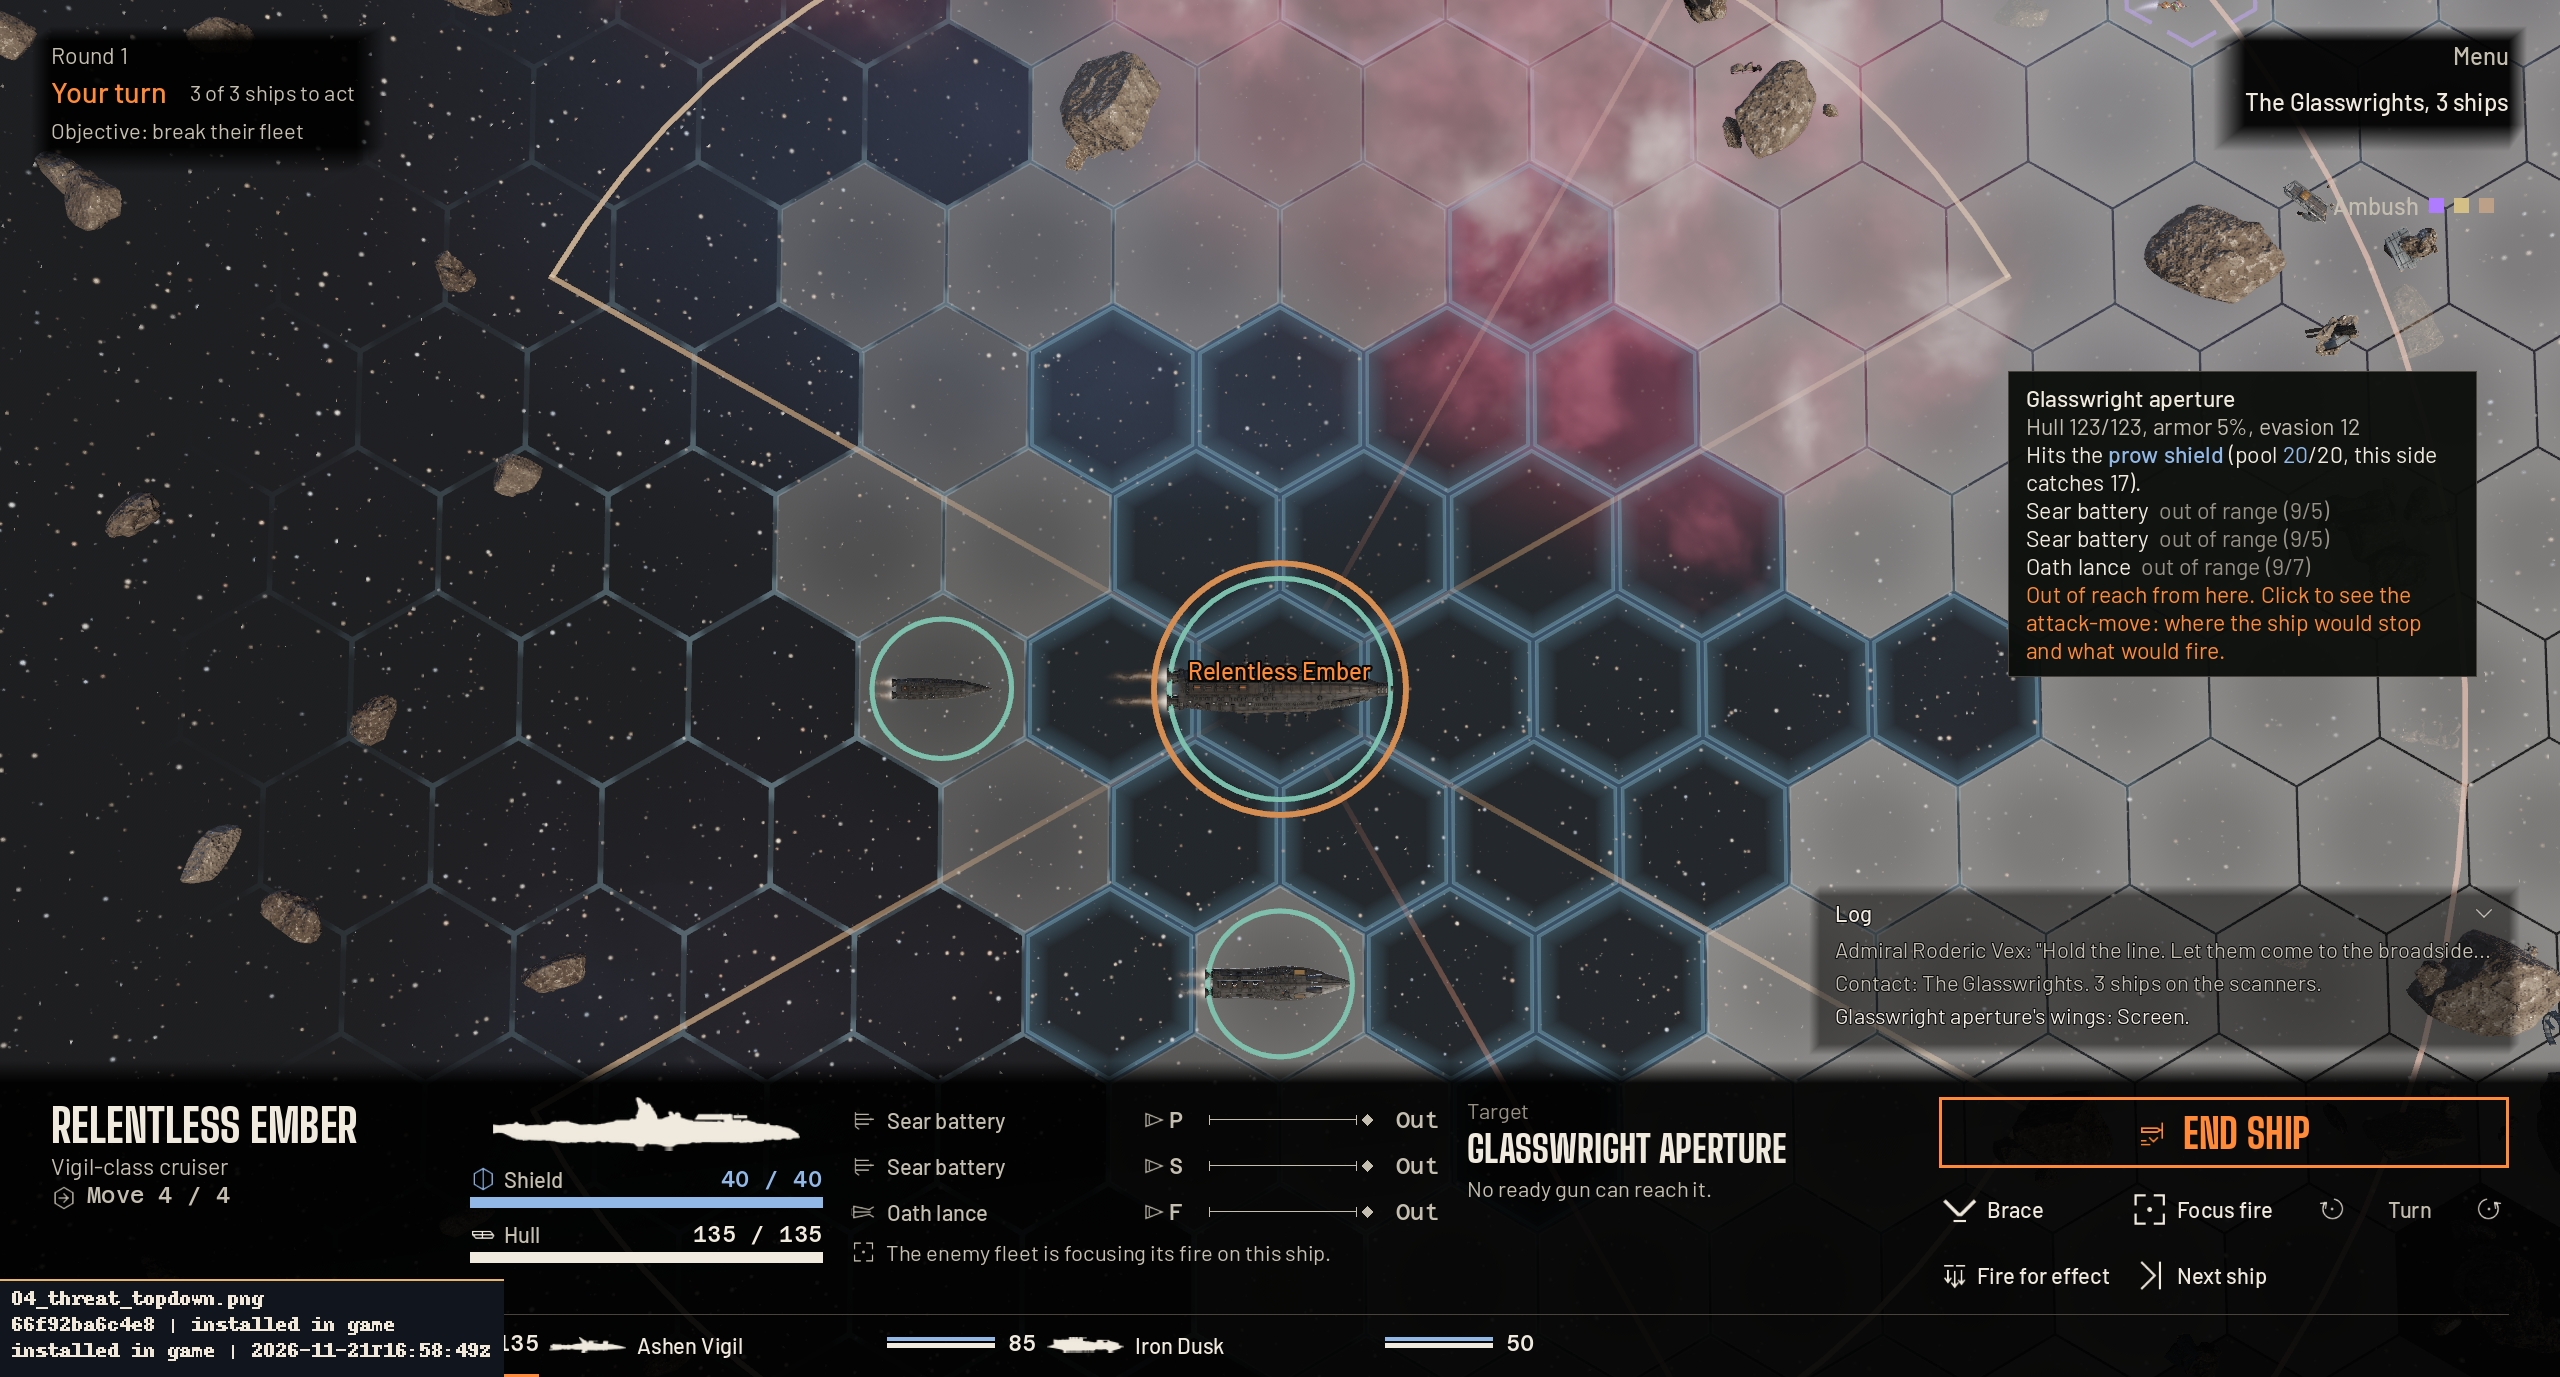 Round 1
Your turn 3 of 3 ships to act
Objective: break their fleet
Menu
The Glasswrights, 3 ships
Ambush
Glasswright aperture
Hull 123/123, armor 5%, evasion 12
Hits the prow shield (pool 20/20, this side
catches 17).
Sear battery out of range (9/5)
Sear battery out of range (9/5)
Oath lance out of range (9/7)
Out of reach from here. Click to see the
attack-move: where the ship would stop
and what would fire.
Relentless Ember
Log
Admiral Roderic Vex: "Hold the line. Let them come to the broadside...
Contact: The Glasswrights. 3 ships on the scanners.
Glasswright aperture's wings: Screen.
RELENTLESS EMBER
Vigil-class cruiser
Move 4 / 4
Shield 40 / 40
Hull 135 / 135
Sear battery P Out
Sear battery S Out
Oath lance F Out
The enemy fleet is focusing its fire on this ship.
Target
GLASSWRIGHT APERTURE
No ready gun can reach it.
END SHIP
Brace Focus fire Turn
Fire for effect Next ship
04_threat_topdown.png
66f92ba6c4e8 | installed in game
installed in game | 2026-11-21T16:58:49Z
135 Ashen Vigil 85 Iron Dusk 50